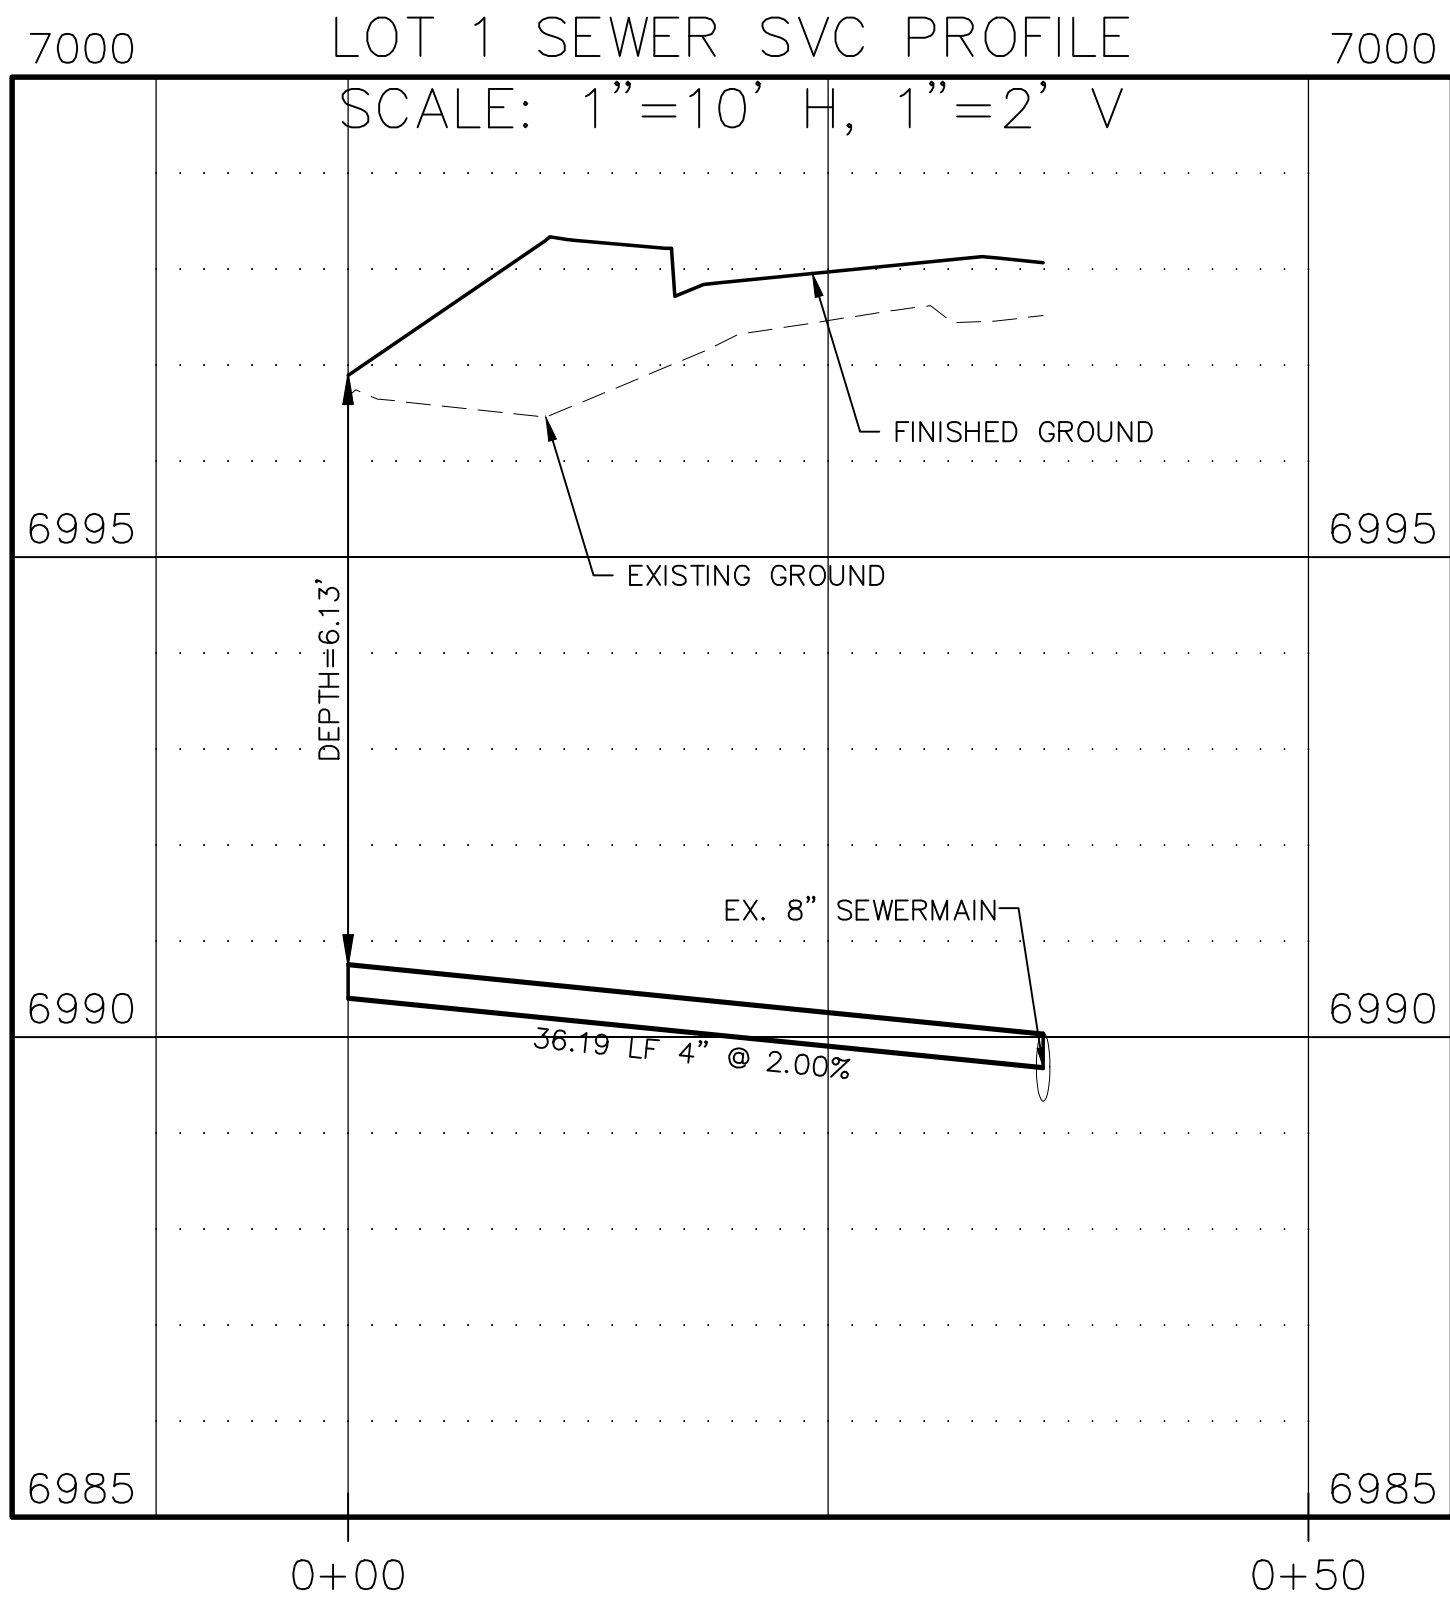 LOT 1 SEWER SVC PROFILE
7000
7000
SCALE: 1"=10' H, 1"=2' V
FINISHED GROUND
6995
6995
EXISTING GROUND
DEPTH=6.13'
EX. 8" SEWERMAIN
6990
6990
36.19 LF 4" @ 2.00%
6985
6985
0+00
0+50